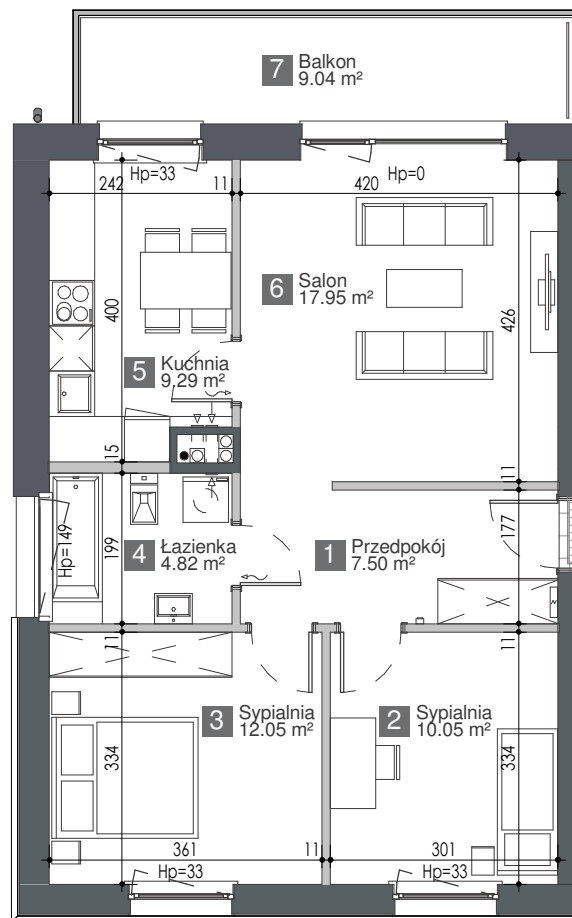 7 Balkon
9.04 m²
Hp=33
Hp=0
242
11
420
6 Salon
17.95 m²
400
426
5 Kuchnia
9.29 m²
15
11
Hp=149
199
4 Łazienka
4.82 m²
1 Przedpokój
7.50 m²
177
11
11
3 Sypialnia
12.05 m²
2 Sypialnia
10.05 m²
334
334
361
11
301
Hp=33
Hp=33